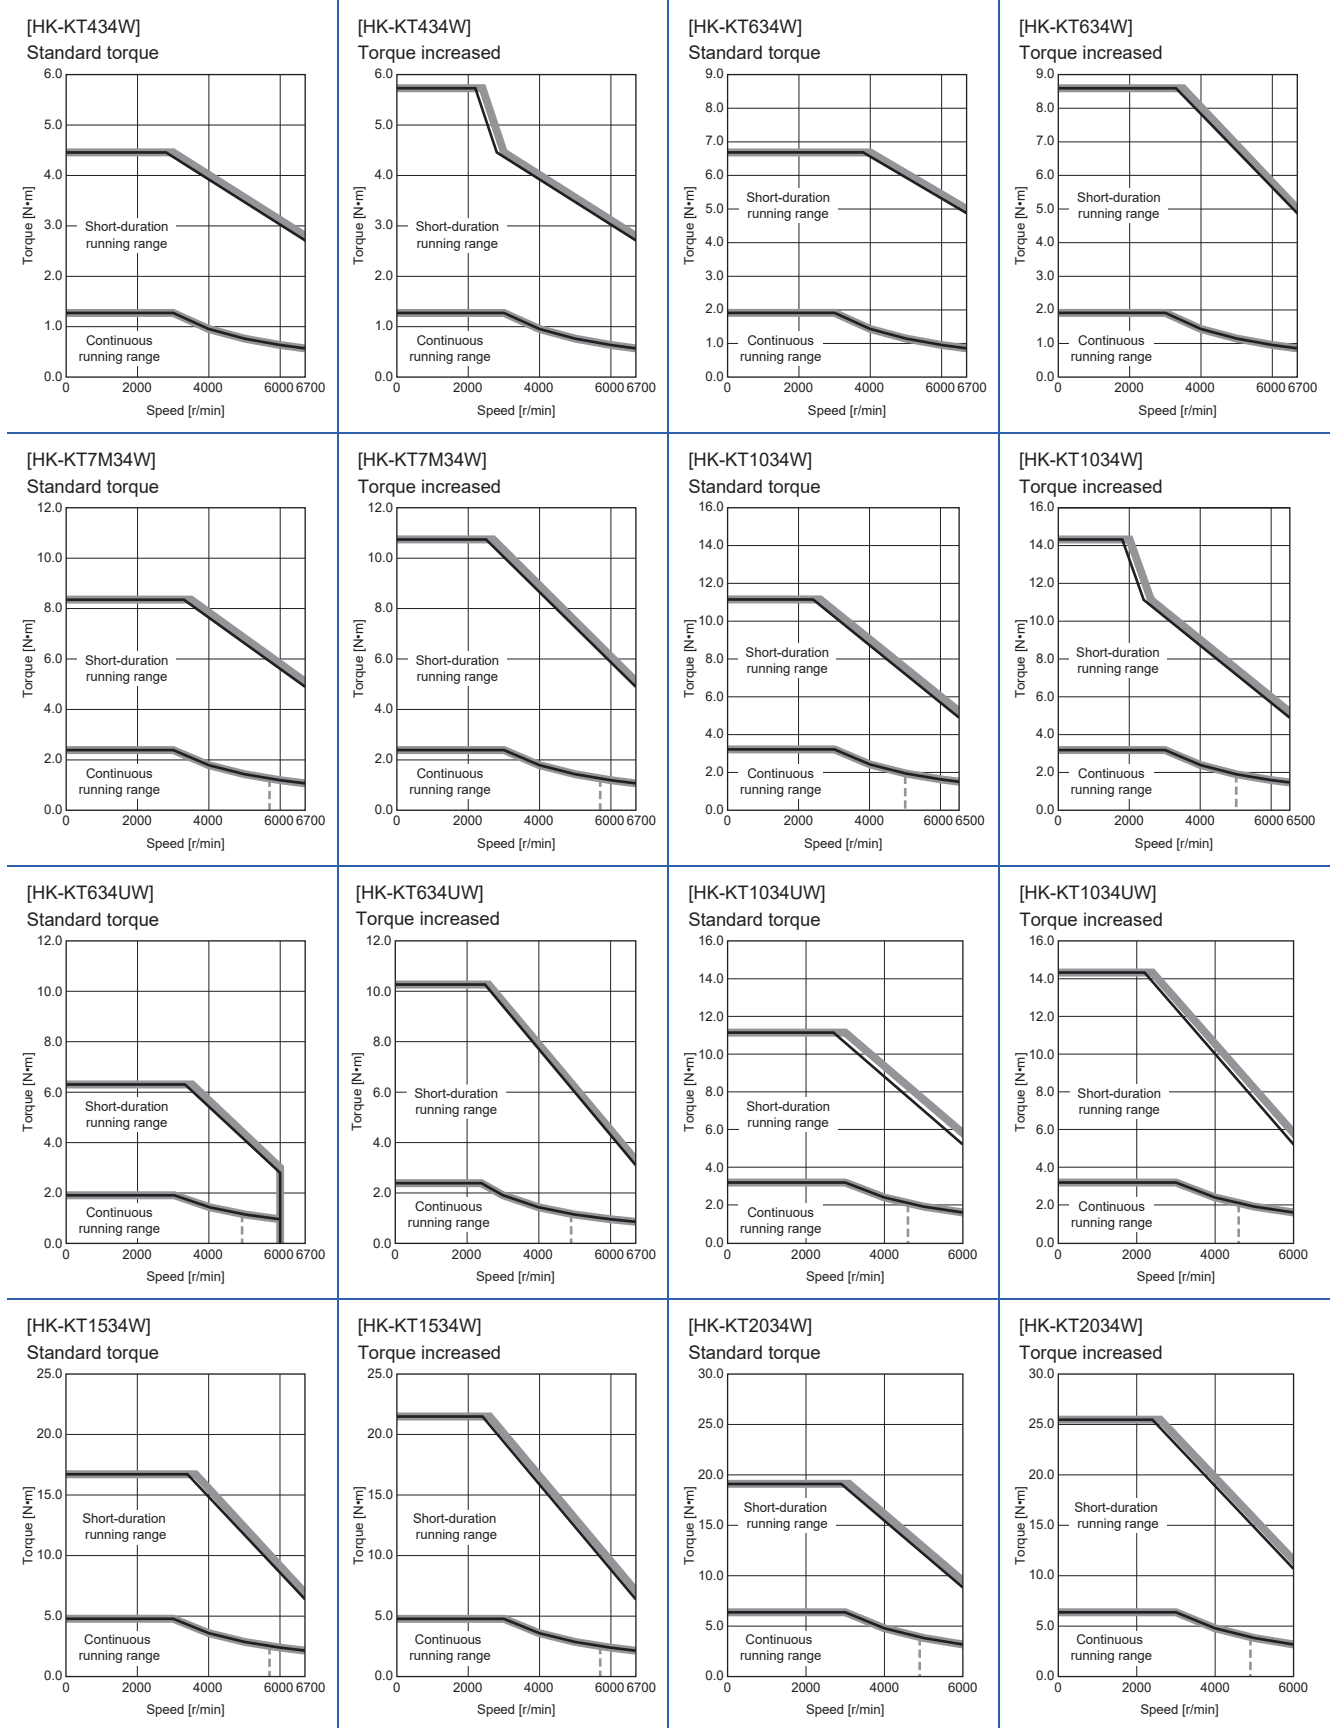 [HK-KT434W]
Standard torque
6.0
5.0
4.0
3.0
2.0
1.0
0.0
Torque [N•m]
Short-duration
running range
Continuous
running range
0 2000 4000 6000 6700
Speed [r/min]
[HK-KT434W]
Torque increased
6.0
5.0
4.0
3.0
2.0
1.0
0.0
Torque [N•m]
Short-duration
running range
Continuous
running range
0 2000 4000 6000 6700
Speed [r/min]
[HK-KT634W]
Standard torque
9.0
8.0
7.0
6.0
5.0
4.0
3.0
2.0
1.0
0.0
Torque [N•m]
Short-duration
running range
Continuous
running range
0 2000 4000 6000 6700
Speed [r/min]
[HK-KT634W]
Torque increased
9.0
8.0
7.0
6.0
5.0
4.0
3.0
2.0
1.0
0.0
Torque [N•m]
Short-duration
running range
Continuous
running range
0 2000 4000 6000 6700
Speed [r/min]
[HK-KT7M34W]
Standard torque
12.0
10.0
8.0
6.0
4.0
2.0
0.0
Torque [N•m]
Short-duration
running range
Continuous
running range
0 2000 4000 6000 6700
Speed [r/min]
[HK-KT7M34W]
Torque increased
12.0
10.0
8.0
6.0
4.0
2.0
0.0
Torque [N•m]
Short-duration
running range
Continuous
running range
0 2000 4000 6000 6700
Speed [r/min]
[HK-KT1034W]
Standard torque
16.0
14.0
12.0
10.0
8.0
6.0
4.0
2.0
0.0
Torque [N•m]
Short-duration
running range
Continuous
running range
0 2000 4000 6000 6500
Speed [r/min]
[HK-KT1034W]
Torque increased
16.0
14.0
12.0
10.0
8.0
6.0
4.0
2.0
0.0
Torque [N•m]
Short-duration
running range
Continuous
running range
0 2000 4000 6000 6500
Speed [r/min]
[HK-KT634UW]
Standard torque
12.0
10.0
8.0
6.0
4.0
2.0
0.0
Torque [N•m]
Short-duration
running range
Continuous
running range
0 2000 4000 6000 6700
Speed [r/min]
[HK-KT634UW]
Torque increased
12.0
10.0
8.0
6.0
4.0
2.0
0.0
Torque [N•m]
Short-duration
running range
Continuous
running range
0 2000 4000 6000 6700
Speed [r/min]
[HK-KT1034UW]
Standard torque
16.0
14.0
12.0
10.0
8.0
6.0
4.0
2.0
0.0
Torque [N•m]
Short-duration
running range
Continuous
running range
0 2000 4000 6000
Speed [r/min]
[HK-KT1034UW]
Torque increased
16.0
14.0
12.0
10.0
8.0
6.0
4.0
2.0
0.0
Torque [N•m]
Short-duration
running range
Continuous
running range
0 2000 4000 6000
Speed [r/min]
[HK-KT1534W]
Standard torque
25.0
20.0
15.0
10.0
5.0
0.0
Torque [N•m]
Short-duration
running range
Continuous
running range
0 2000 4000 6000 6700
Speed [r/min]
[HK-KT1534W]
Torque increased
25.0
20.0
15.0
10.0
5.0
0.0
Torque [N•m]
Short-duration
running range
Continuous
running range
0 2000 4000 6000 6700
Speed [r/min]
[HK-KT2034W]
Standard torque
30.0
25.0
20.0
15.0
10.0
5.0
0.0
Torque [N•m]
Short-duration
running range
Continuous
running range
0 2000 4000 6000
Speed [r/min]
[HK-KT2034W]
Torque increased
30.0
25.0
20.0
15.0
10.0
5.0
0.0
Torque [N•m]
Short-duration
running range
Continuous
running range
0 2000 4000 6000
Speed [r/min]